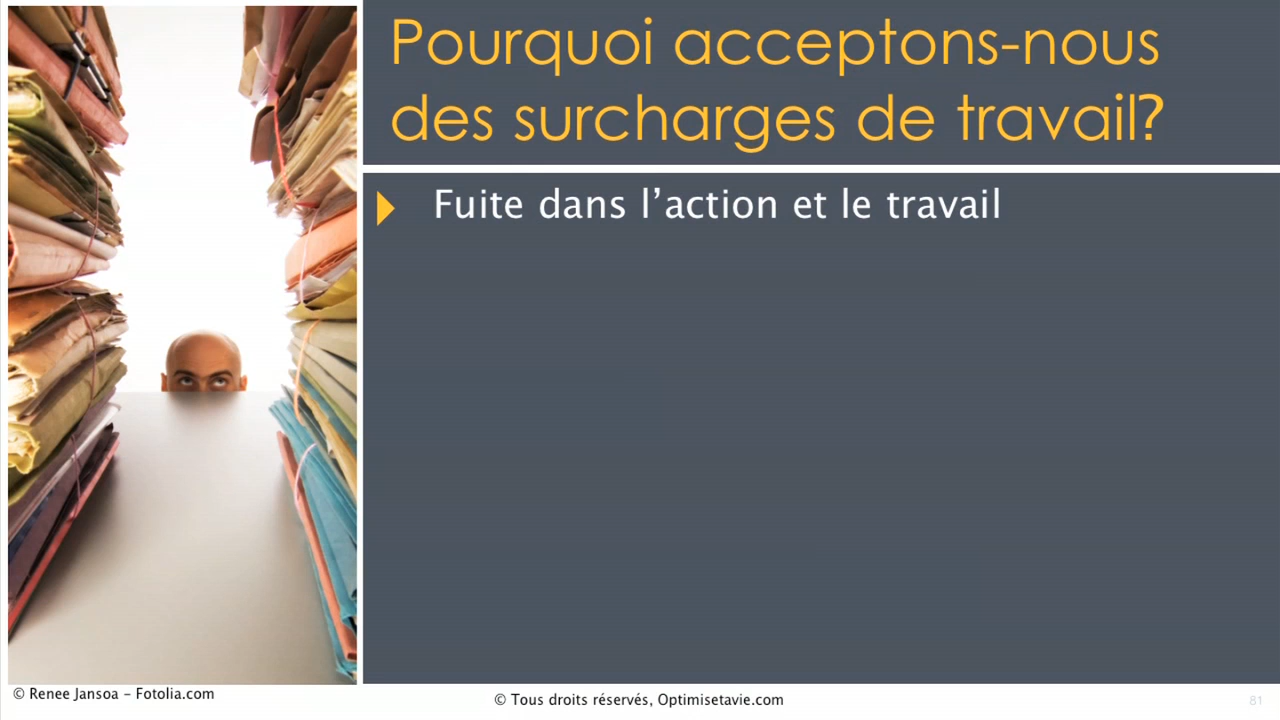 Pourquoi acceptons-nous
des surcharges de travail?
Fuite dans l’action et le travail
© Renee Jansoa – Fotolia.com
© Tous droits réservés, Optimisetavie.com
81